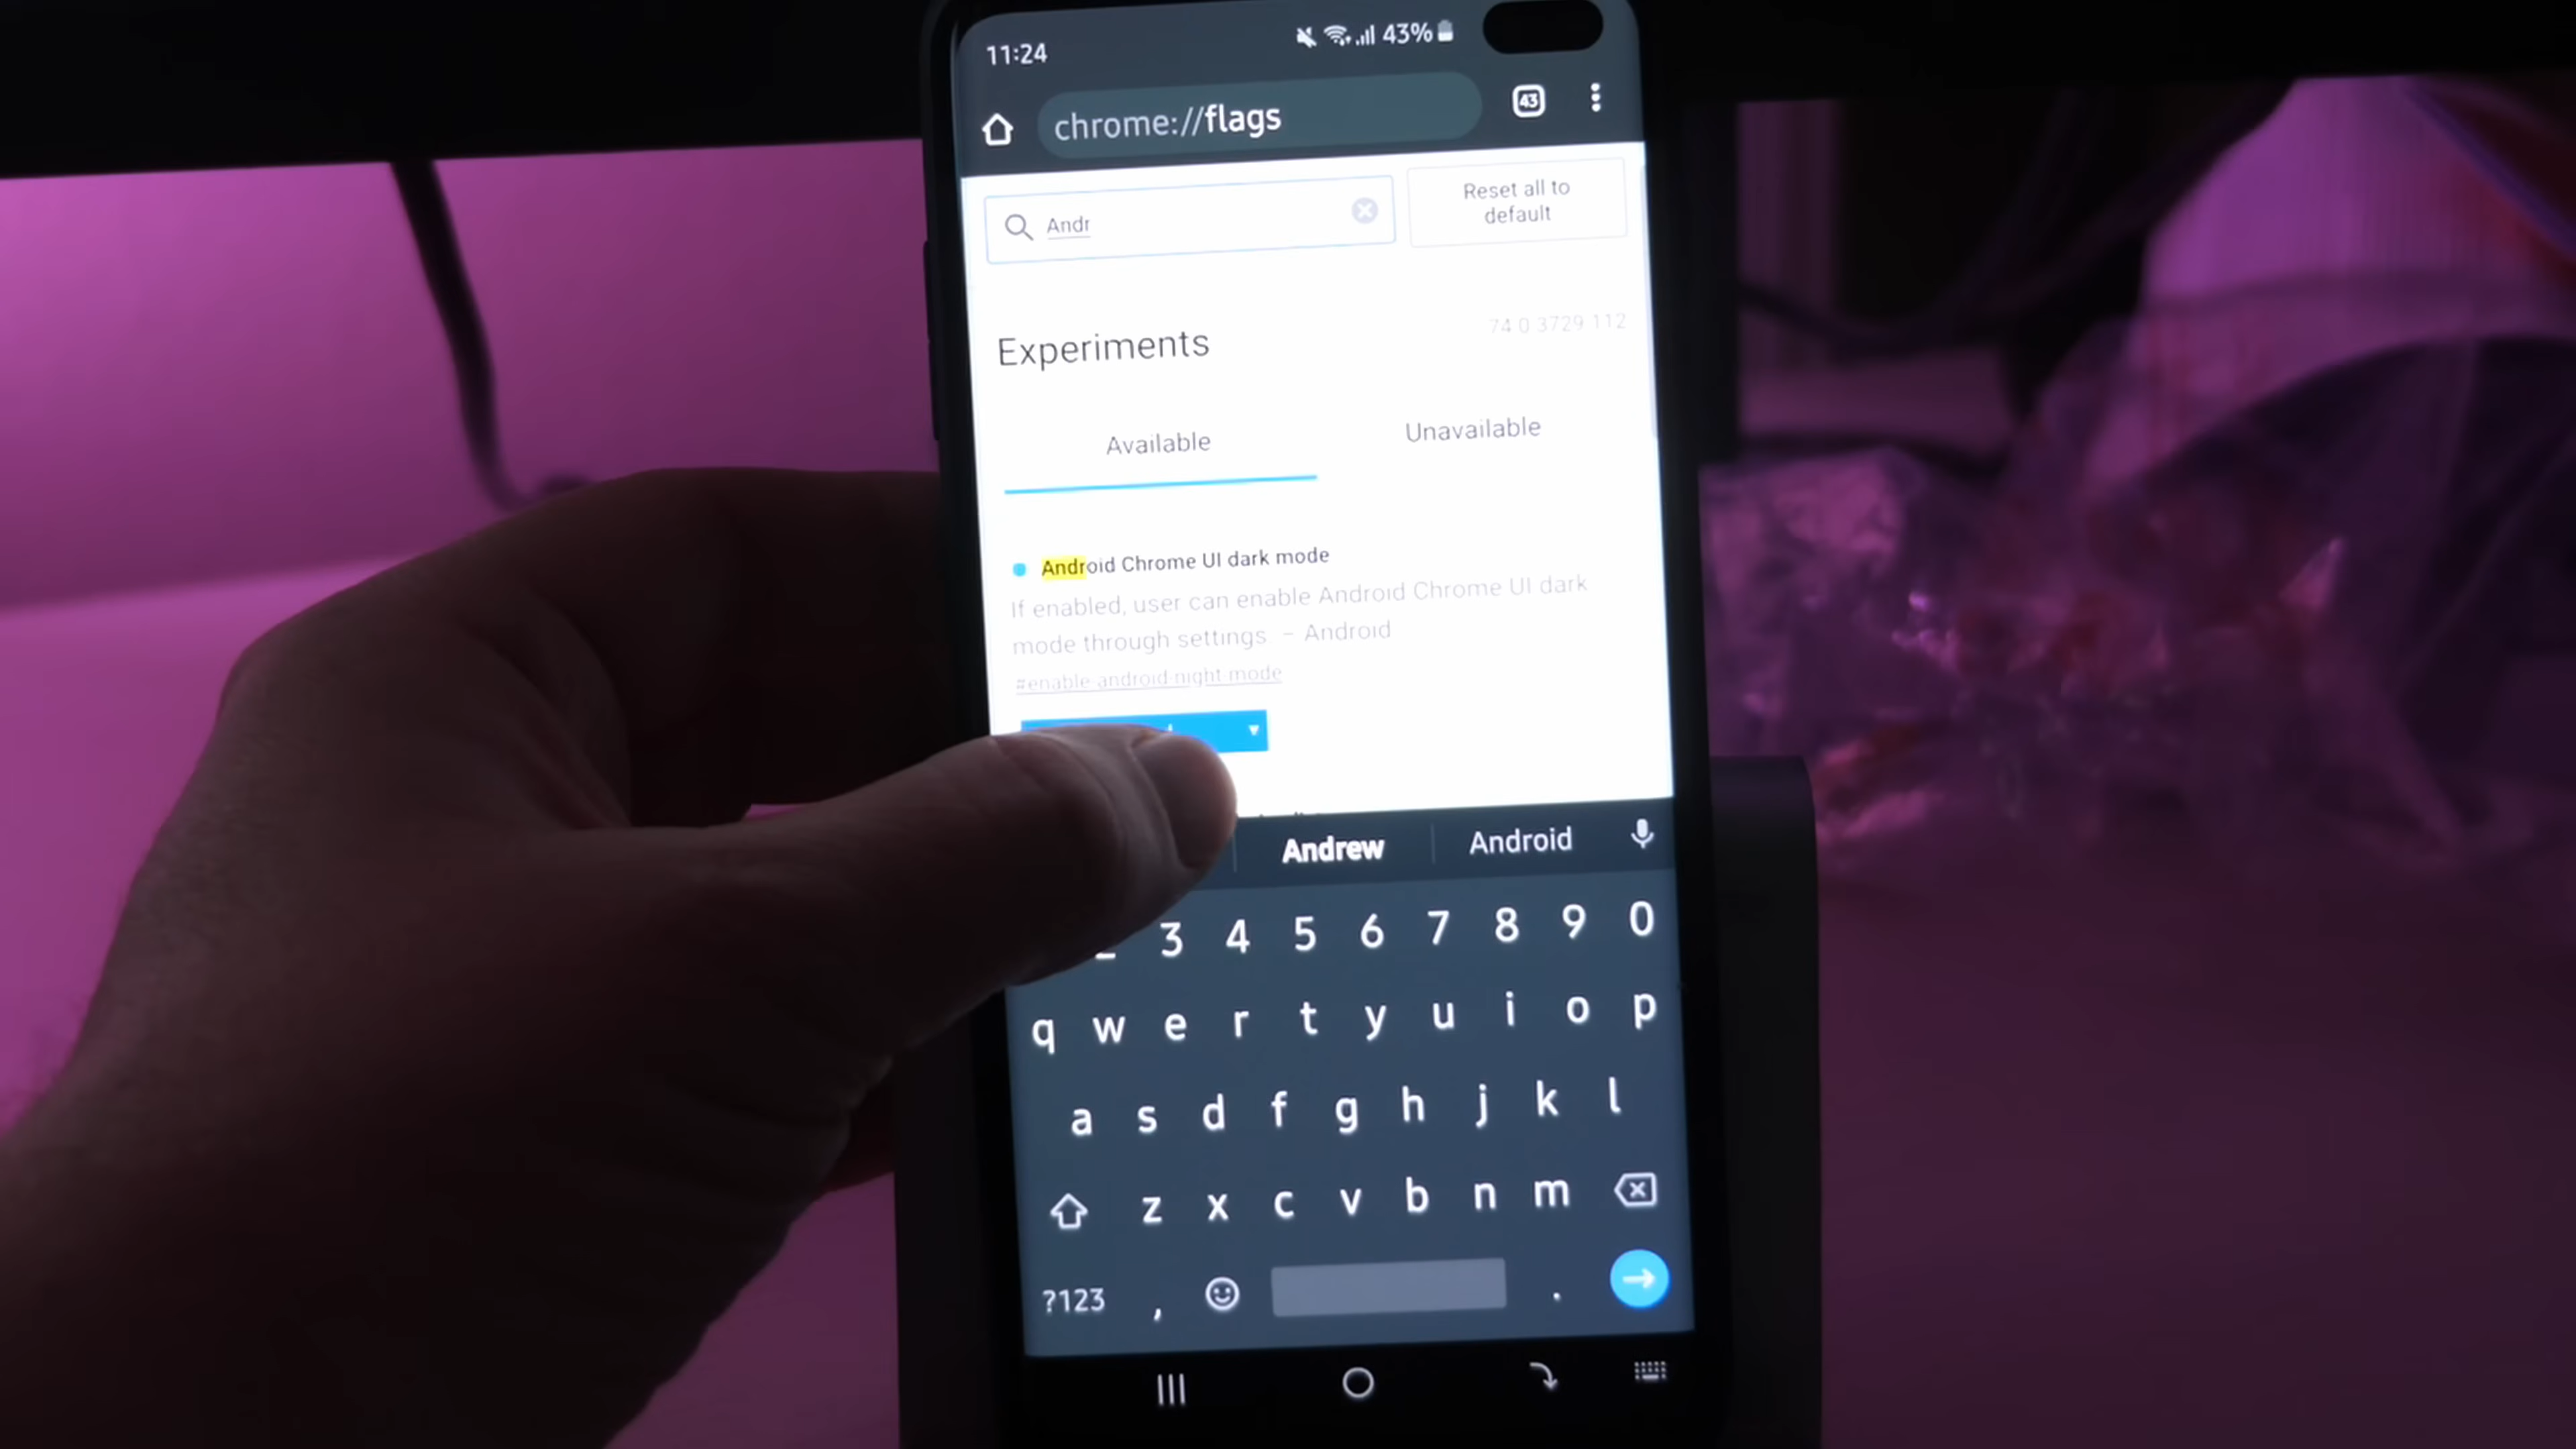 11:24 43%
chrome://flags 43
Andr
Reset all to
default
Experiments
74.0.3729.112
Available Unavailable
Android Chrome UI dark mode
If enabled, user can enable Android Chrome UI dark
mode through settings – Android
#enable-android-night-mode
Andrew Android
3 4 5 6 7 8 9 0
q w e r t y u i o p
a s d f g h j k l
z x c v b n m
?123 , .